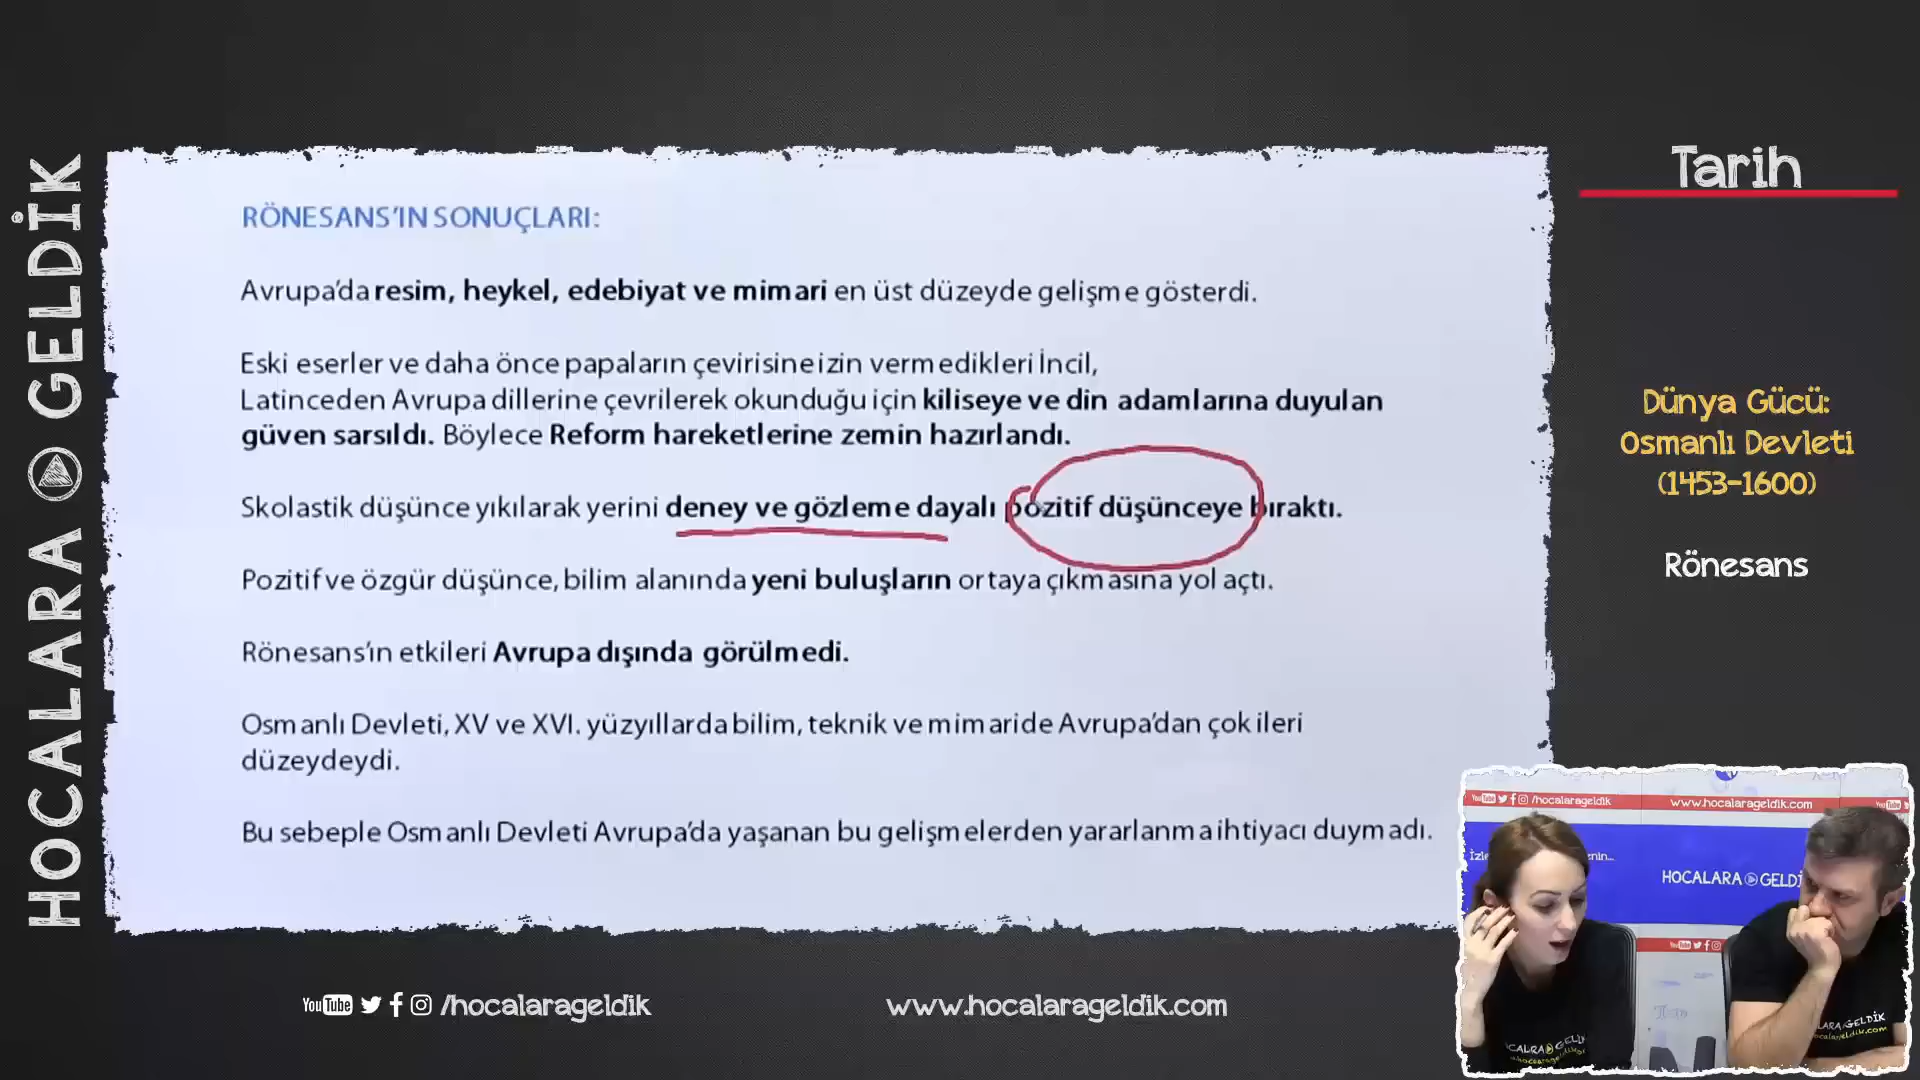 HOCALARA GELDİK
Tarih
RÖNESANS'IN SONUÇLARI:
Avrupa'da resim, heykel, edebiyat ve mimari en üst düzeyde gelişme gösterdi.
Eski eserler ve daha önce papaların çevirisine izin vermedikleri İncil,
Latinceden Avrupa dillerine çevrilerek okunduğu için kiliseye ve din adamlarına duyulan
güven sarsıldı. Böylece Reform hareketlerine zemin hazırlandı.
Skolastik düşünce yıkılarak yerini deney ve gözleme dayalı pozitif düşünceye bıraktı.
Pozitif ve özgür düşünce, bilim alanında yeni buluşların ortaya çıkmasına yol açtı.
Rönesans'ın etkileri Avrupa dışında görülmedi.
Osmanlı Devleti, XV ve XVI. yüzyıllarda bilim, teknik ve mimaride Avrupa'dan çok ileri
düzeydeydi.
Bu sebeple Osmanlı Devleti Avrupa'da yaşanan bu gelişmelerden yararlanma ihtiyacı duymadı.
Dünya Gücü:
Osmanlı Devleti
(1453-1600)
Rönesans
YouTube /hocalarageldik www.hocalarageldik.com YouTube
HOCALARA GELDİ
YouTube
YouTube /hocalarageldik
www.hocalarageldik.com